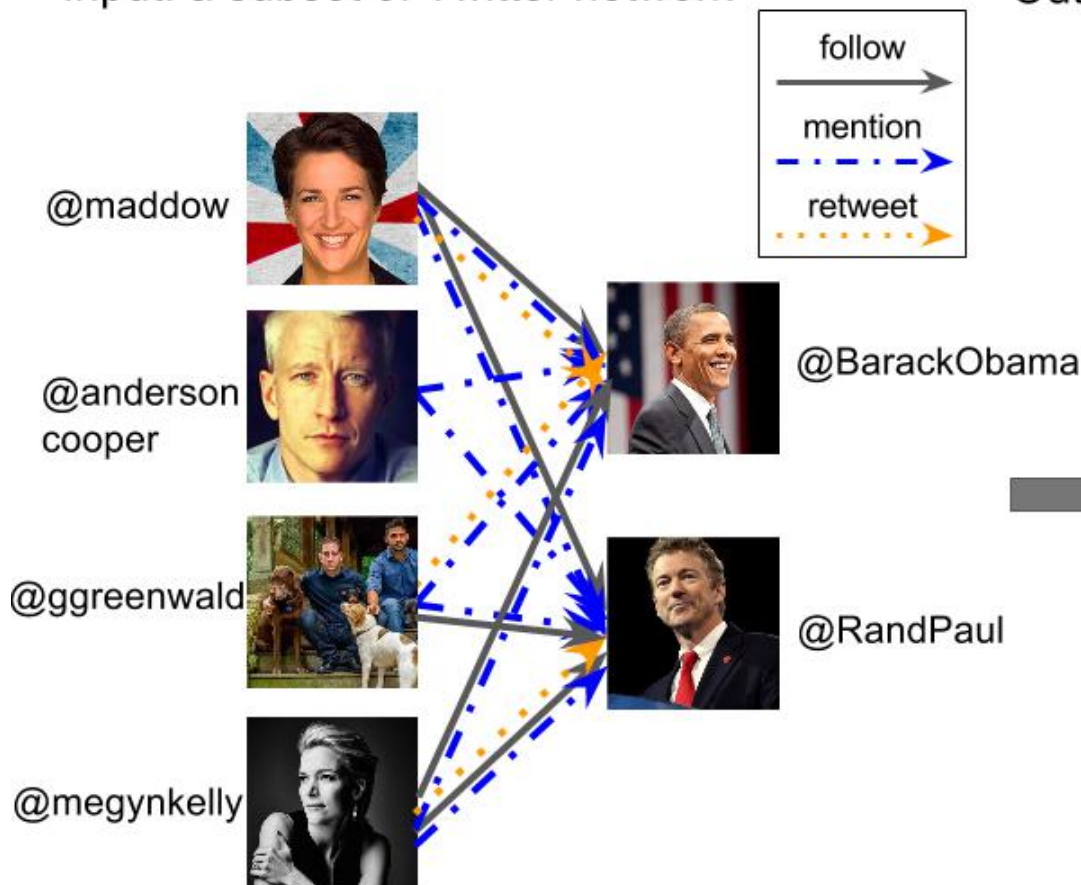 follow
mention
retweet
@maddow
@BarackObama
@anderson
cooper
@ggreenwald
@RandPaul
@megynkelly